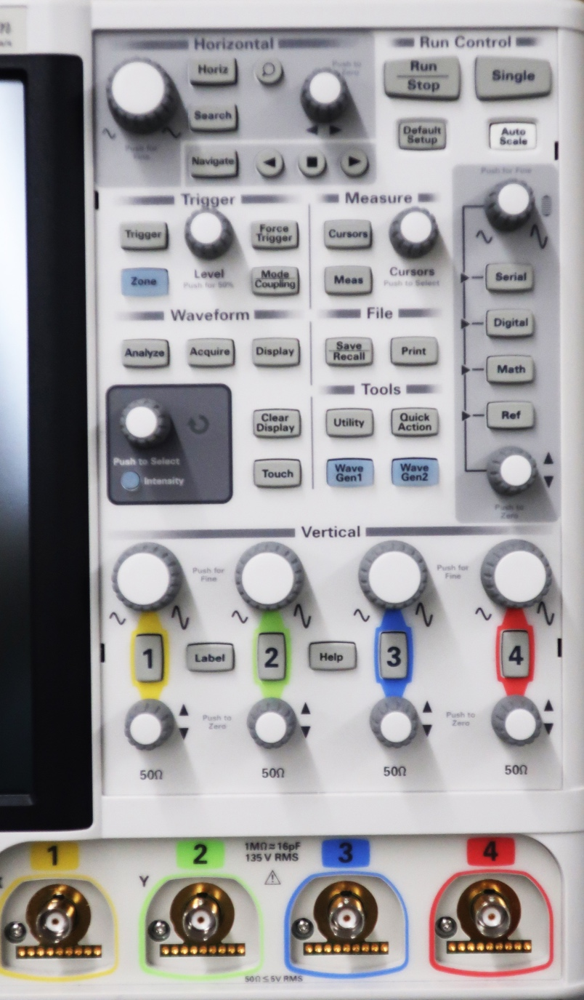 Horizontal
Run Control
Horiz
Push to
Zero
Run
Stop
Single
Search
Push for
Fine
Default
Setup
Auto
Scale
Navigate
Push for Fine
Trigger
Measure
Trigger
Force
Trigger
Cursors
Zone
Level
Push for 50%
Mode
Coupling
Meas
Cursors
Push to Select
Serial
Waveform
File
Digital
Analyze
Acquire
Display
Save
Recall
Print
Math
Tools
Clear
Display
Utility
Quick
Action
Ref
Push to Select
Intensity
Touch
Wave
Gen1
Wave
Gen2
Push to
Zero
Vertical
Push for
Fine
Push for
Fine
1
Label
2
Help
3
4
Push to
Zero
Push to
Zero
50Ω
50Ω
50Ω
50Ω
1
2
1MΩ≈16pF
135 V RMS
3
4
X
Y
50Ω≤5V RMS